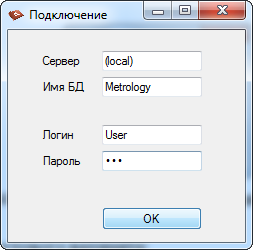 Подключение
Сервер (local)
Имя БД Metrology
Логин User
Пароль •••
OK